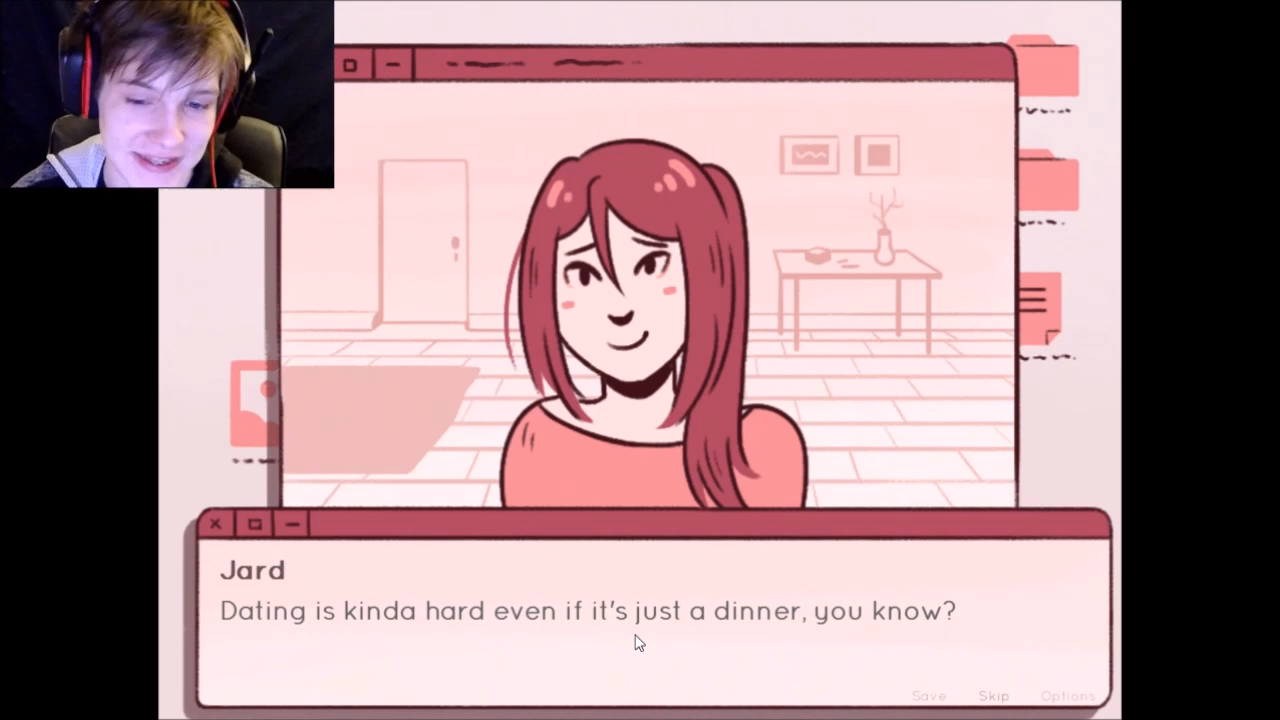 Jard
Dating is kinda hard even if it's just a dinner, you know?
Save Skip Options